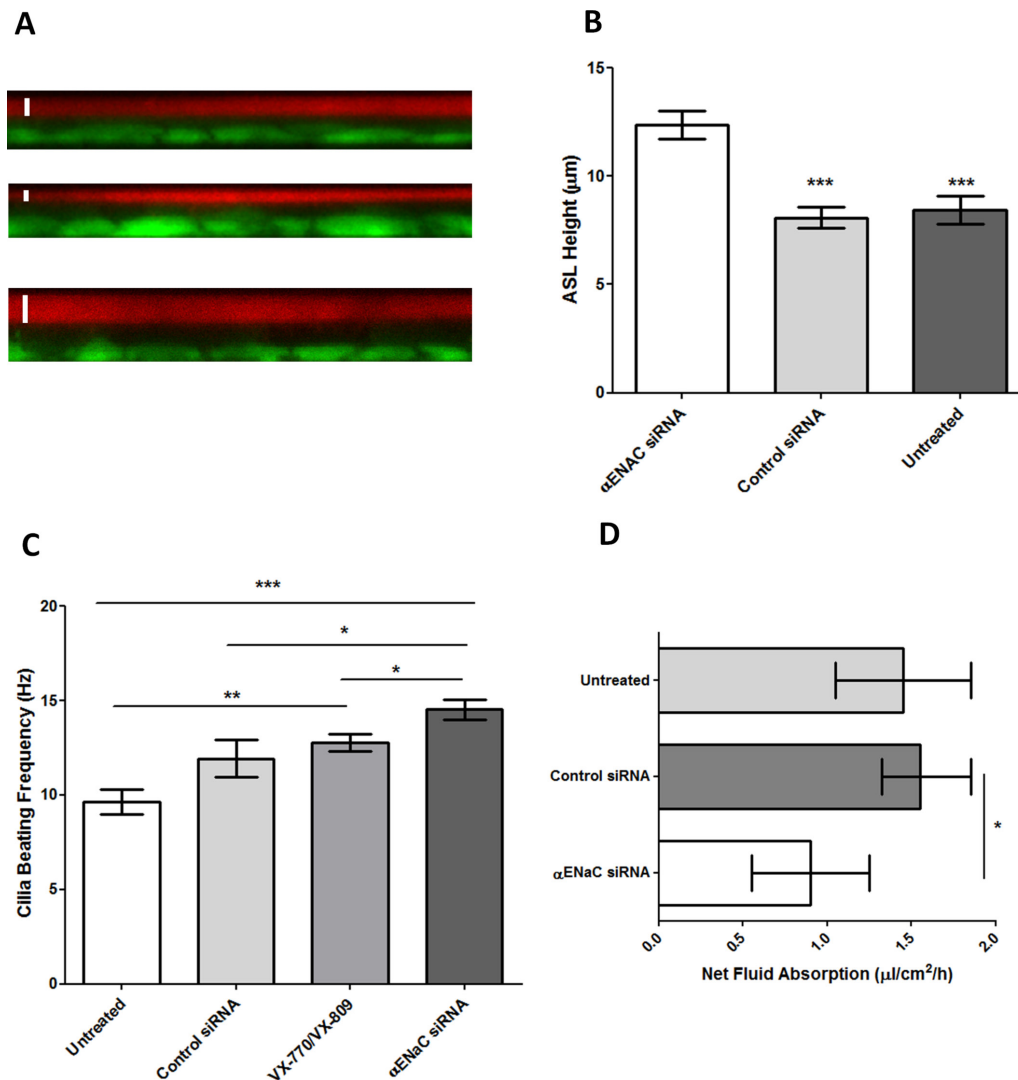 A
B
15
10
5
0
ASL Height (μm)
***
***
αENAC siRNA
Control siRNA
Untreated
C
20
15
10
5
0
Cilia Beating Frequency (Hz)
***
*
*
**
Untreated
Control siRNA
VX-770/VX-809
αENaC siRNA
D
Untreated
Control siRNA
αENaC siRNA
*
0.0
0.5
1.0
1.5
2.0
Net Fluid Absorption (μl/cm²/h)